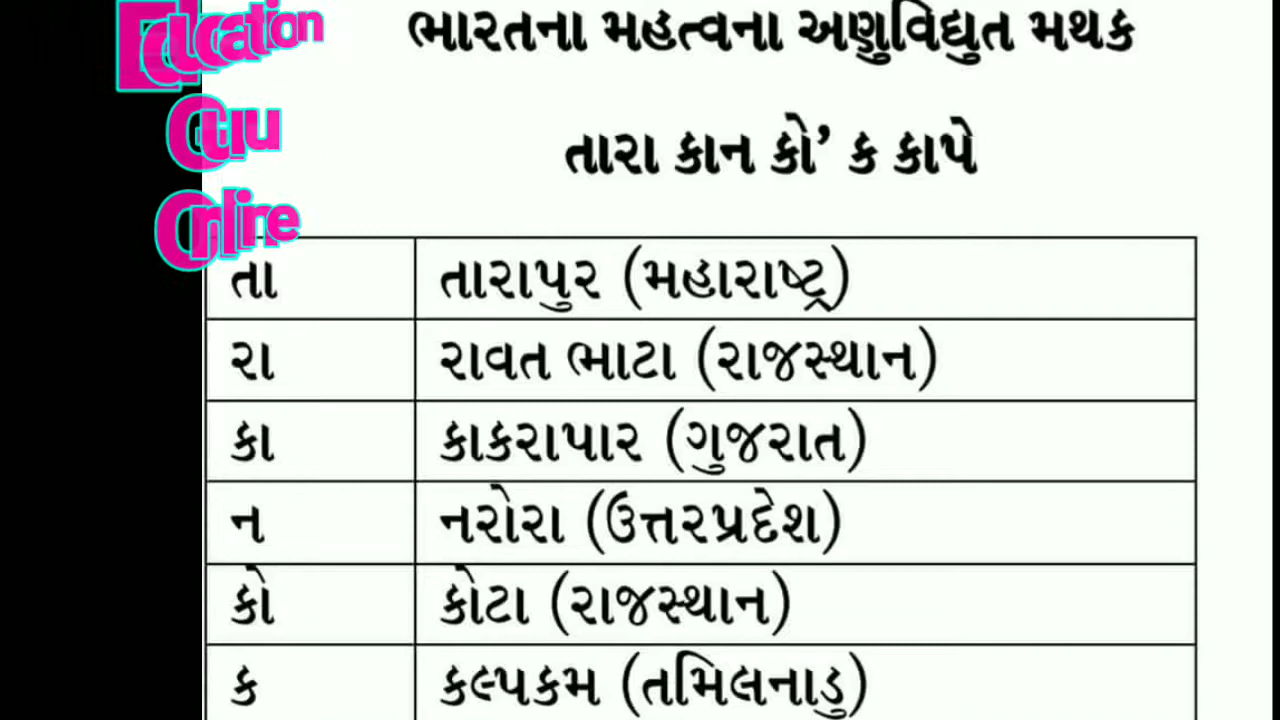 Education
Guru
Online
ભારતના મહત્વના અણુવિદ્યુત મથક
તારા કાન કો’ ક કાપે
તા તારાપુર (મહારાષ્ટ્ર)
રા રાવત ભાટા (રાજસ્થાન)
કા કાકરાપાર (ગુજરાત)
ન નરોરા (ઉત્તરપ્રદેશ)
કો કોટા (રાજસ્થાન)
ક કલ્પકમ (તમિલનાડુ)